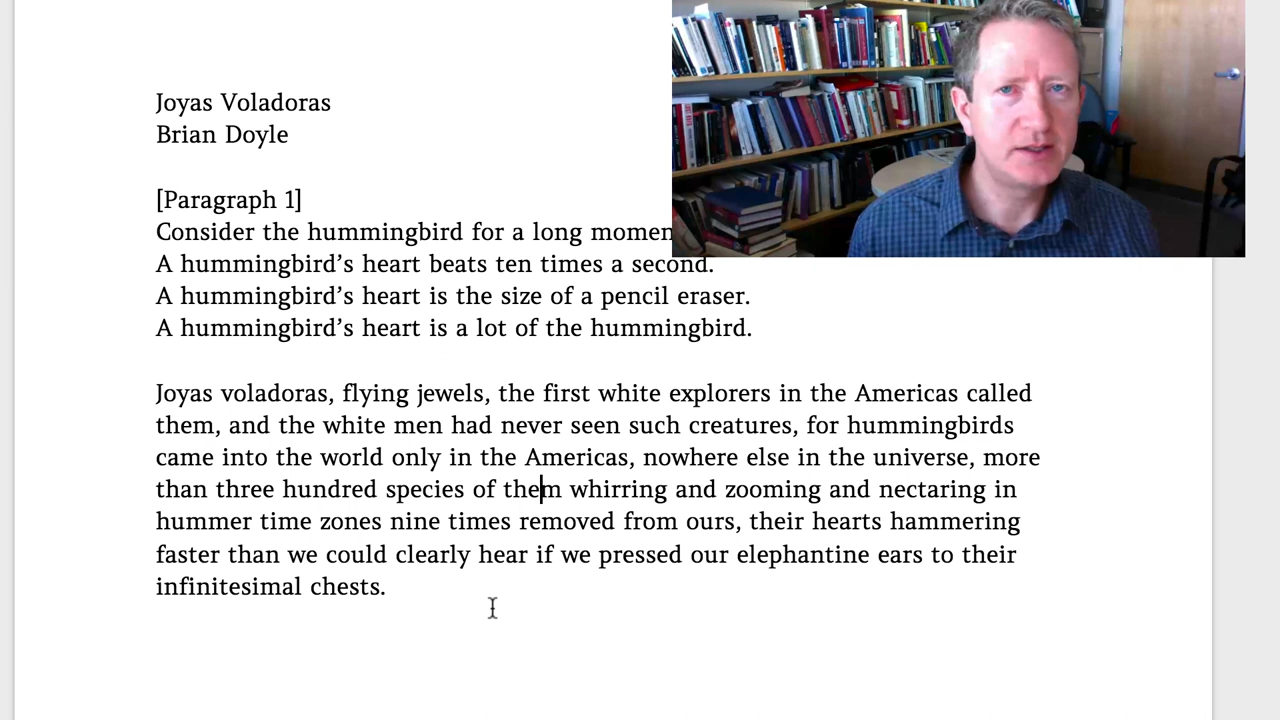 Joyas Voladoras
Brian Doyle
[Paragraph 1]
Consider the hummingbird for a long
A hummingbird’s heart beats ten times a second.
A hummingbird’s heart is the size of a pencil eraser.
A hummingbird’s heart is a lot of the hummingbird.
Joyas voladoras, flying jewels, the first white explorers in the Americas called
them, and the white men had never seen such creatures, for hummingbirds
came into the world only in the Americas, nowhere else in the universe, more
than three hundred species of them whirring and zooming and nectaring in
hummer time zones nine times removed from ours, their hearts hammering
faster than we could clearly hear if we pressed our elephantine ears to their
infinitesimal chests.